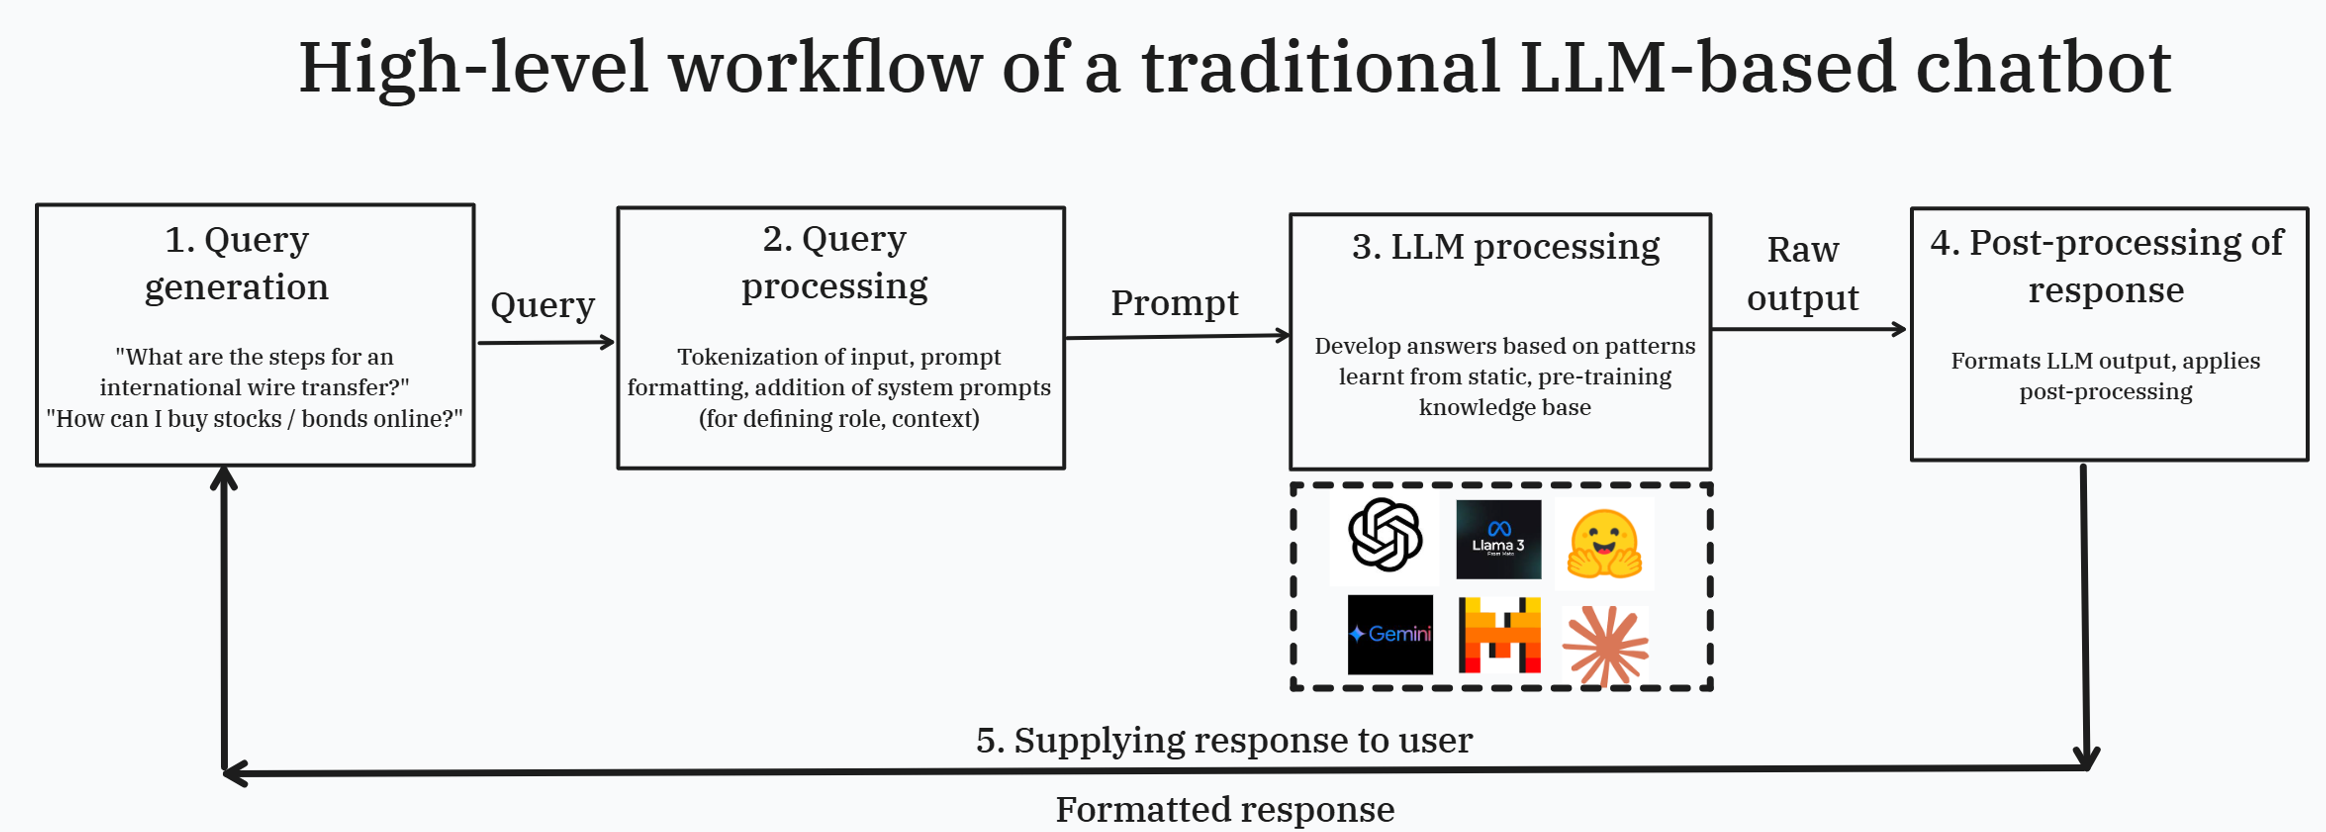 High-level workflow of a traditional LLM-based chatbot
1. Query
generation
"What are the steps for an
international wire transfer?"
"How can I buy stocks / bonds online?"
Query
2. Query
processing
Tokenization of input, prompt
formatting, addition of system prompts
(for defining role, context)
Prompt
3. LLM processing
Develop answers based on patterns
learnt from static, pre-training
knowledge base
Raw
output
4. Post-processing of
response
Formats LLM output, applies
post-processing
Llama 3
Gemini
5. Supplying response to user
Formatted response